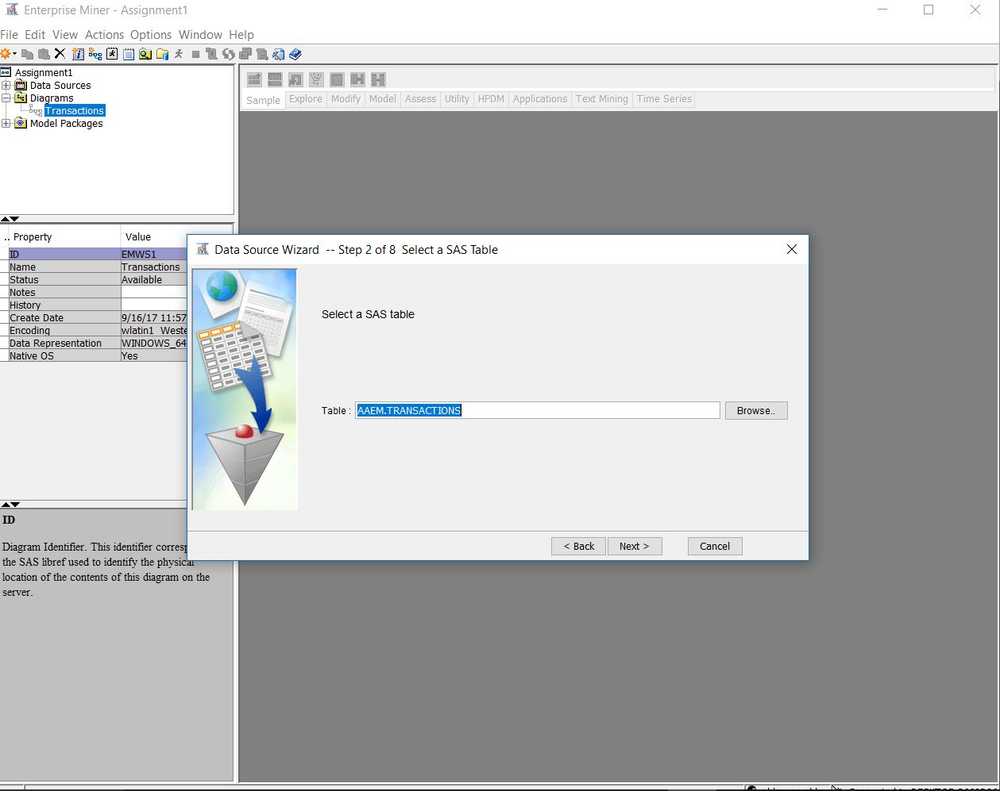 Enterprise Miner - Assignment1
File Edit View Actions Options Window Help
Assignment1
Data Sources
Diagrams
Transactions
Model Packages
Sample Explore Modify Model Assess Utility HPDM Applications Text Mining Time Series
.. Property Value
ID EMWS1
Name Transactions
Status Available
Notes
History
Create Date 9/16/17 11:57
Encoding wlatin1 Weste
Data Representation WINDOWS_64
Native OS Yes
Data Source Wizard -- Step 2 of 8 Select a SAS Table
Select a SAS table
Table : AAEM.TRANSACTIONS Browse..
< Back Next > Cancel
ID
Diagram Identifier. This identifier corresp
the SAS libref used to identify the physical
location of the contents of this diagram on the
server.